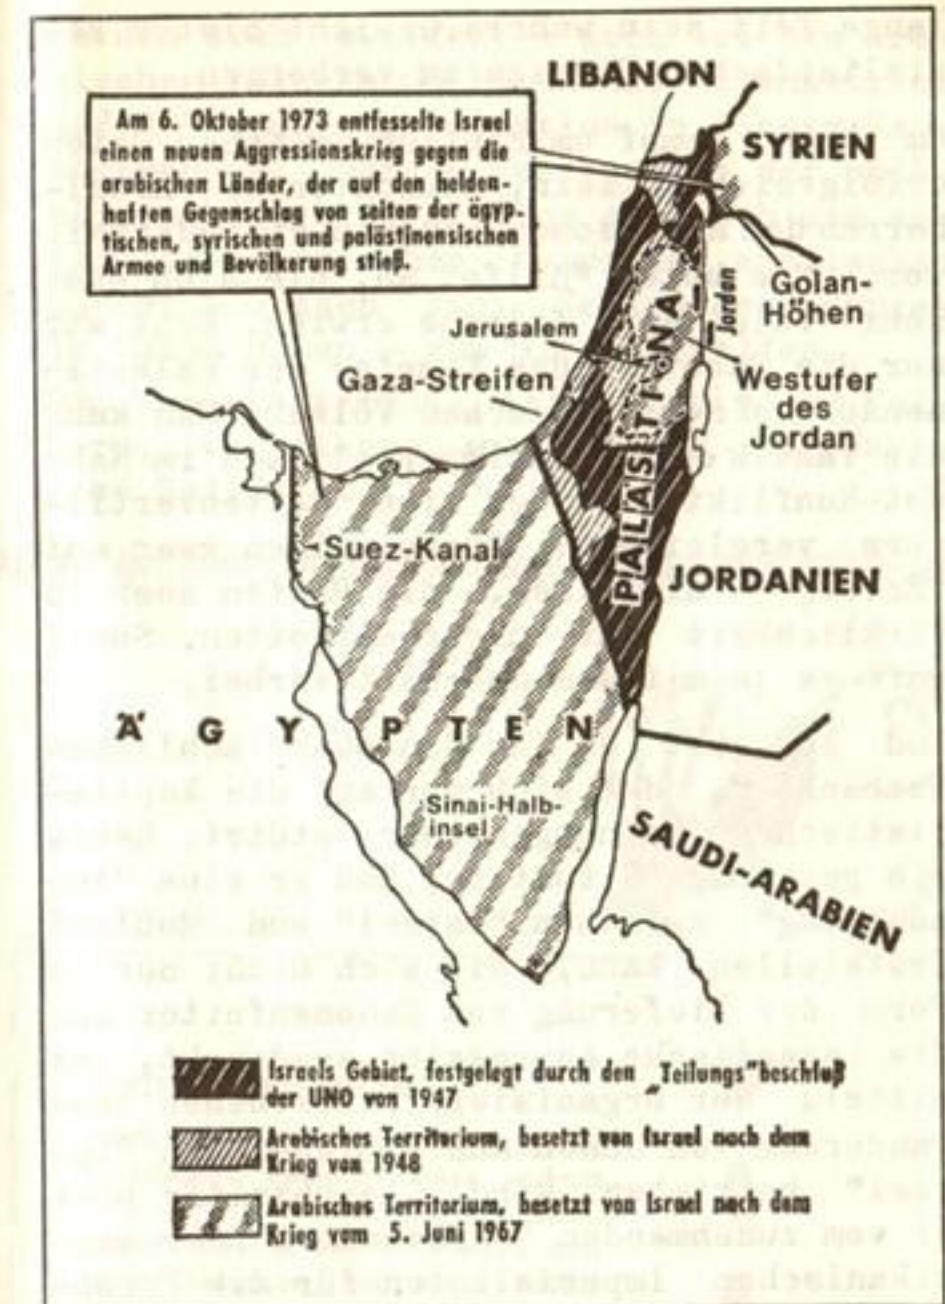 LIBANON
Am 6. Oktober 1973 entfesselte Israel
einen neuen Aggressionskrieg gegen die
arabischen Länder, der auf den helden-
haften Gegenschlag von seiten der ägyp-
tischen, syrischen und palästinensischen
Armee und Bevölkerung stieß.
SYRIEN
Golan-
Höhen
Jordan
Jerusalem
Gaza-Streifen
Westufer
des
Jordan
PALÄSTINA
Suez-Kanal
JORDANIEN
ÄGYPTEN
Sinai-Halb-
insel
SAUDI-ARABIEN
Israels Gebiet, festgelegt durch den „Teilungs"beschluß
der UNO von 1947
Arabisches Territorium, besetzt von Israel nach dem
Krieg von 1948
Arabisches Territorium, besetzt von Israel nach dem
Krieg vom 5. Juni 1967